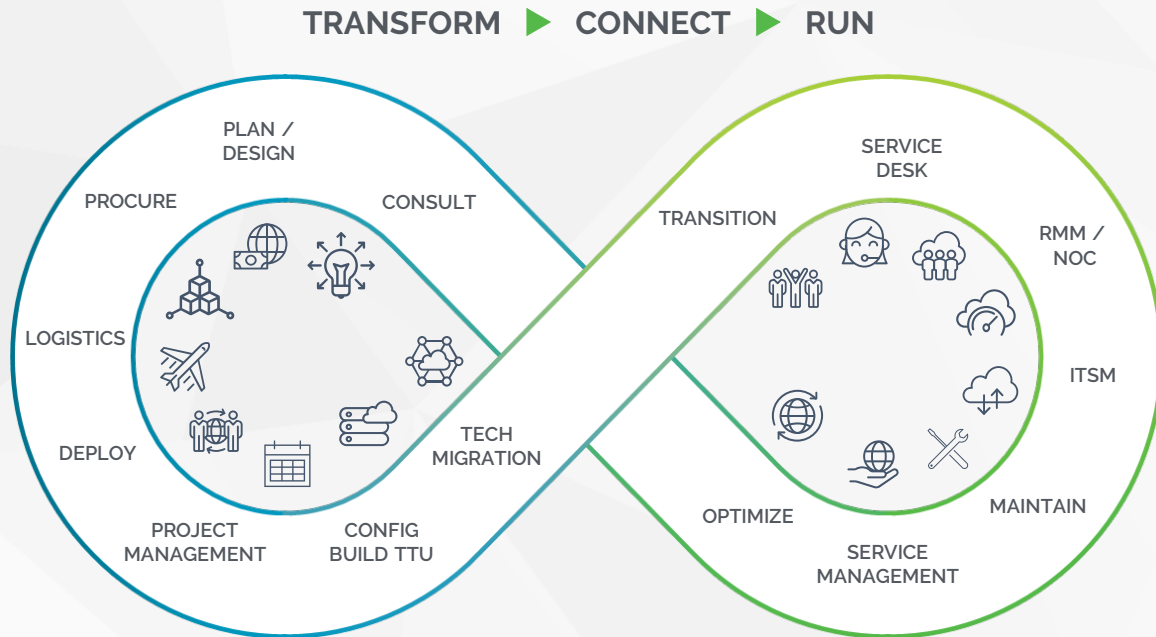 TRANSFORM CONNECT RUN
PLAN /
DESIGN
PROCURE
CONSULT
LOGISTICS
DEPLOY
PROJECT
MANAGEMENT
CONFIG
BUILD TTU
TECH
MIGRATION
TRANSITION
SERVICE
DESK
RMM /
NOC
ITSM
MAINTAIN
SERVICE
MANAGEMENT
OPTIMIZE